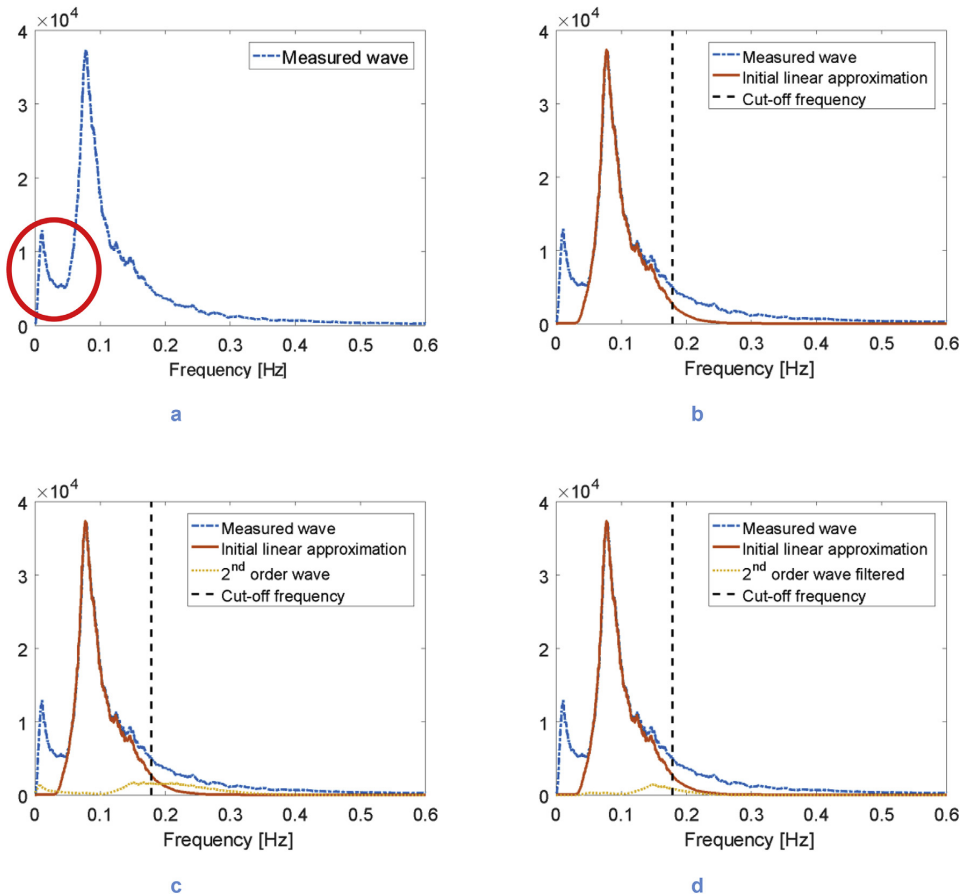 ×10⁴
4
3
2
1
0
Measured wave
0 0.1 0.2 0.3 0.4 0.5 0.6
Frequency [Hz]
a
×10⁴
4
3
2
1
0
Measured wave
Initial linear approximation
Cut-off frequency
0 0.1 0.2 0.3 0.4 0.5 0.6
Frequency [Hz]
b
×10⁴
4
3
2
1
0
Measured wave
Initial linear approximation
2nd order wave
Cut-off frequency
0 0.1 0.2 0.3 0.4 0.5 0.6
Frequency [Hz]
c
×10⁴
4
3
2
1
0
Measured wave
Initial linear approximation
2nd order wave filtered
Cut-off frequency
0 0.1 0.2 0.3 0.4 0.5 0.6
Frequency [Hz]
d